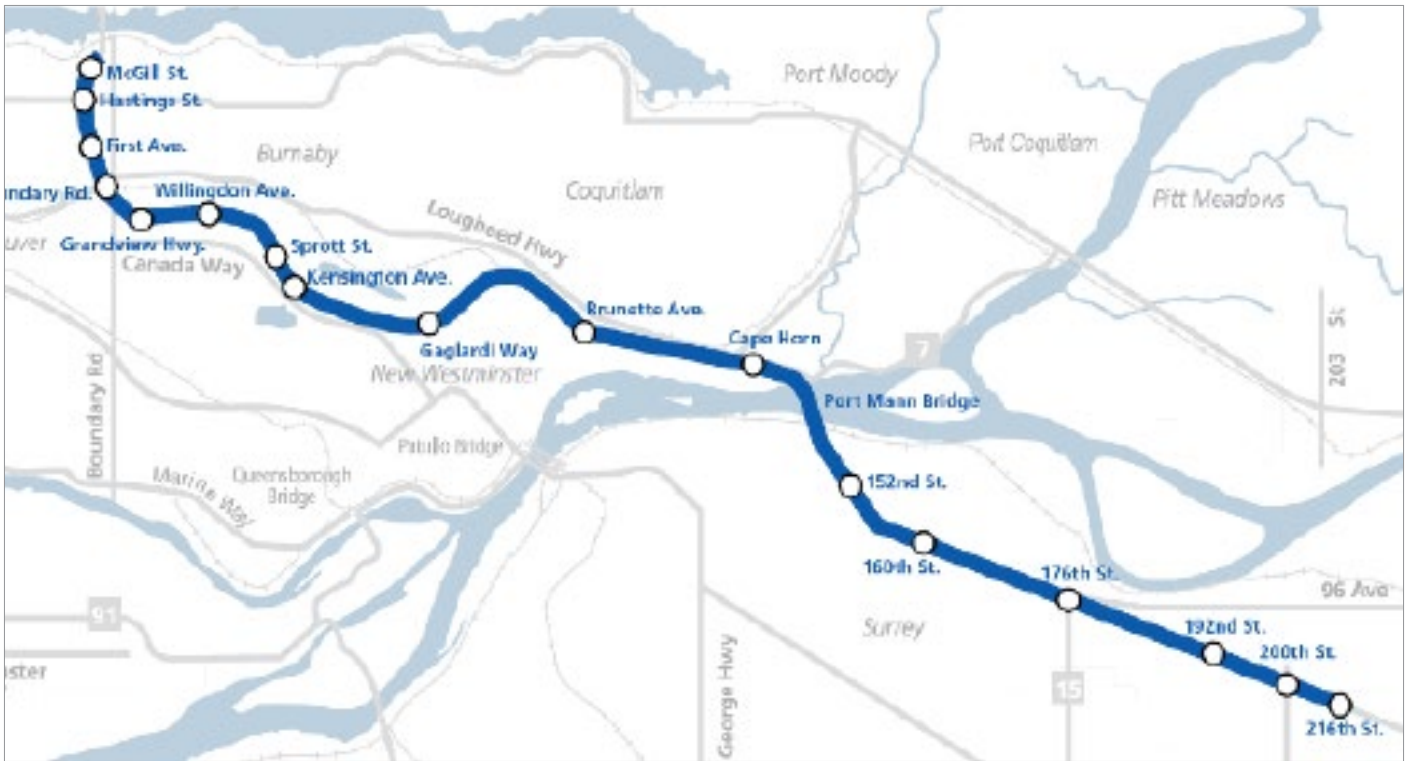 McGill St.
Hastings St.
First Ave.
ndary Rd.
Willingdon Ave.
uver
Grandview Hwy.
Canada Way
Sprott St.
Kensington Ave.
Burnaby
Coquitlam
Lougheed Hwy
Port Moody
Port Coquitlam
Pitt Meadows
Brunette Ave.
Cape Horn
Gaglardi Way
New Westminster
7
203 St
Port Mann Bridge
Boundary Rd
Patullo Bridge
Queensborough
Bridge
Marine Way
152nd St.
160th St.
176th St.
96 Ave
91
Surrey
192nd St.
200th St.
ster
George Hwy
15
216th St.